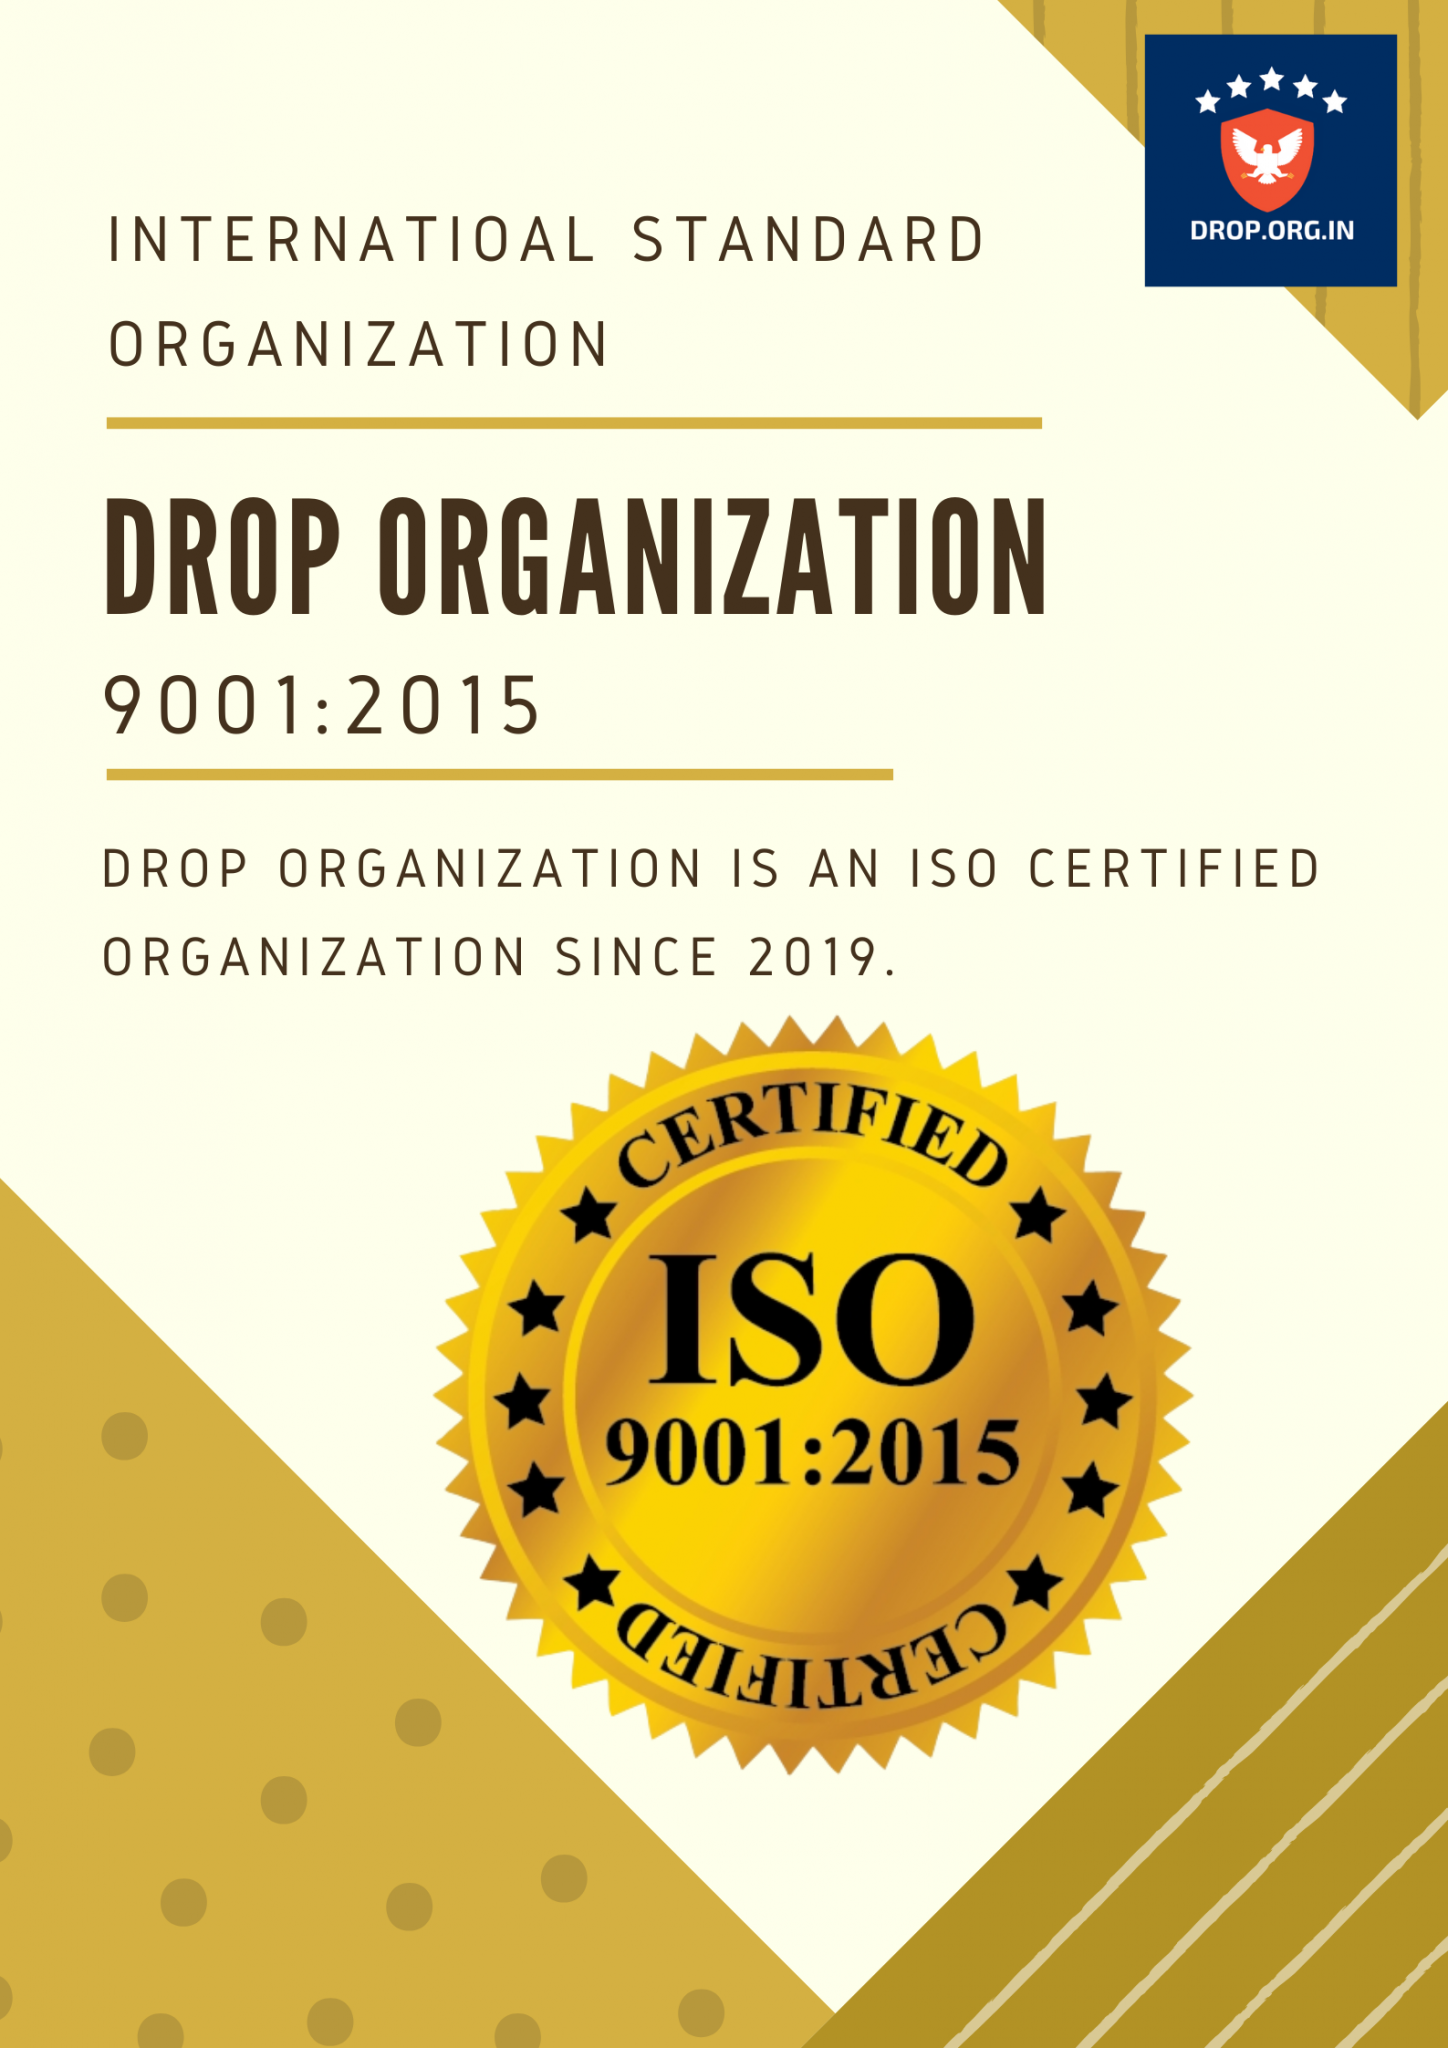 DROP.ORG.IN
INTERNATIOAL STANDARD
ORGANIZATION
DROP ORGANIZATION
9001:2015
DROP ORGANIZATION IS AN ISO CERTIFIED
ORGANIZATION SINCE 2019.
CERTIFIED
ISO
9001:2015
CERTIFIED